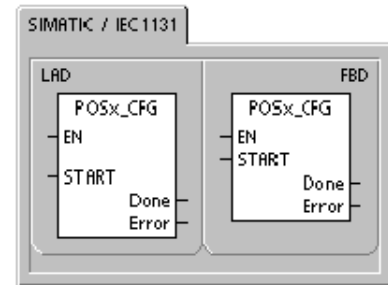 SIMATIC / IEC1131
LAD
POSx_CFG
EN
START
Done
Error
FBD
POSx_CFG
EN
START
Done
Error